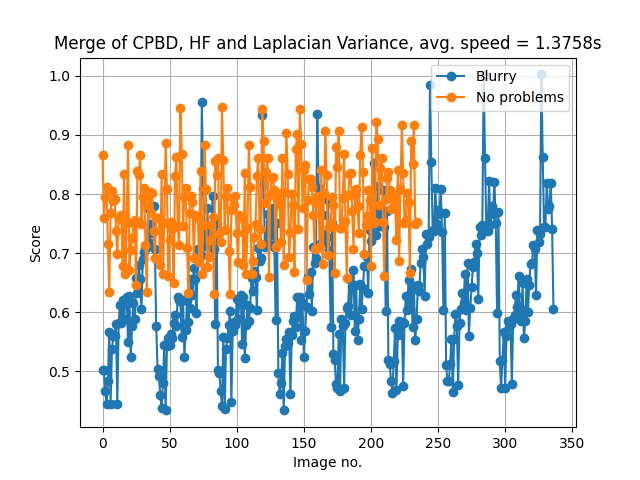 Merge of CPBD, HF and Laplacian Variance, avg. speed = 1.3758s
Blurry
No problems
1.0
0.9
0.8
0.7
0.6
0.5
Score
0
50
100
150
200
250
300
350
Image no.